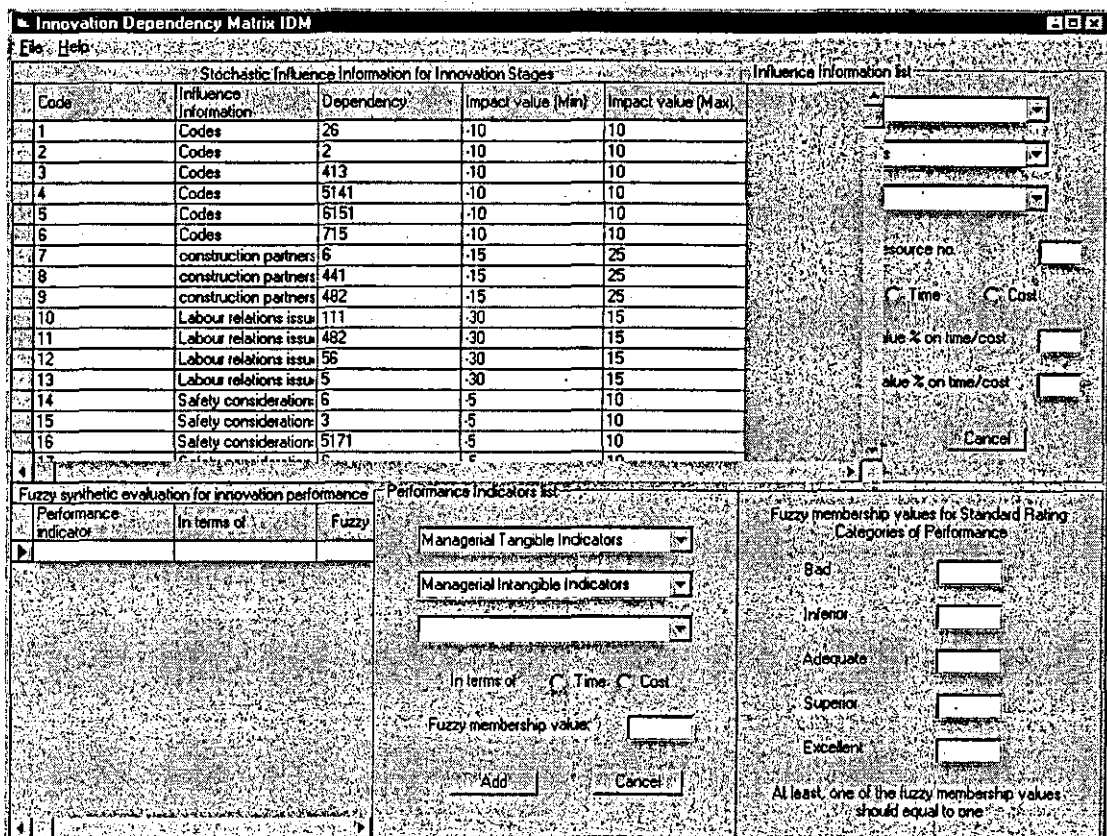 Innovation Dependency Matrix IDM
File Help
Stochastic Influence Information for Innovation Stages
Code Influence Information Dependency Impact value (Min) Impact value (Max)
1 Codes 26 -10 10
2 Codes 2 -10 10
3 Codes 413 -10 10
4 Codes 5141 -10 10
5 Codes 6151 -10 10
6 Codes 715 -10 10
7 construction partners 6 -15 25
8 construction partners 441 -15 25
9 construction partners 482 -15 25
10 Labour relations issu 111 -30 15
11 Labour relations issu 482 -30 15
12 Labour relations issu 56 -30 15
13 Labour relations issu 5 -30 15
14 Safety consideration 6 -5 10
15 Safety consideration 3 -5 10
16 Safety consideration 5171 -5 10
Influence Information list
s
esource no.
Time Cost
alue % on time/cost
alue % on time/cost
Cancel
Fuzzy synthetic evaluation for innovation performance
Performance indicator In terms of Fuzzy
Performance Indicators list
Managerial Tangible Indicators
Managerial Intangible Indicators
In terms of Time Cost
Fuzzy membership value:
Add Cancel
Fuzzy membership values for Standard Rating
Categories of Performance
Bad
Inferior
Adequate
Superior
Excellent
At least, one of the fuzzy membership values
should equal to one